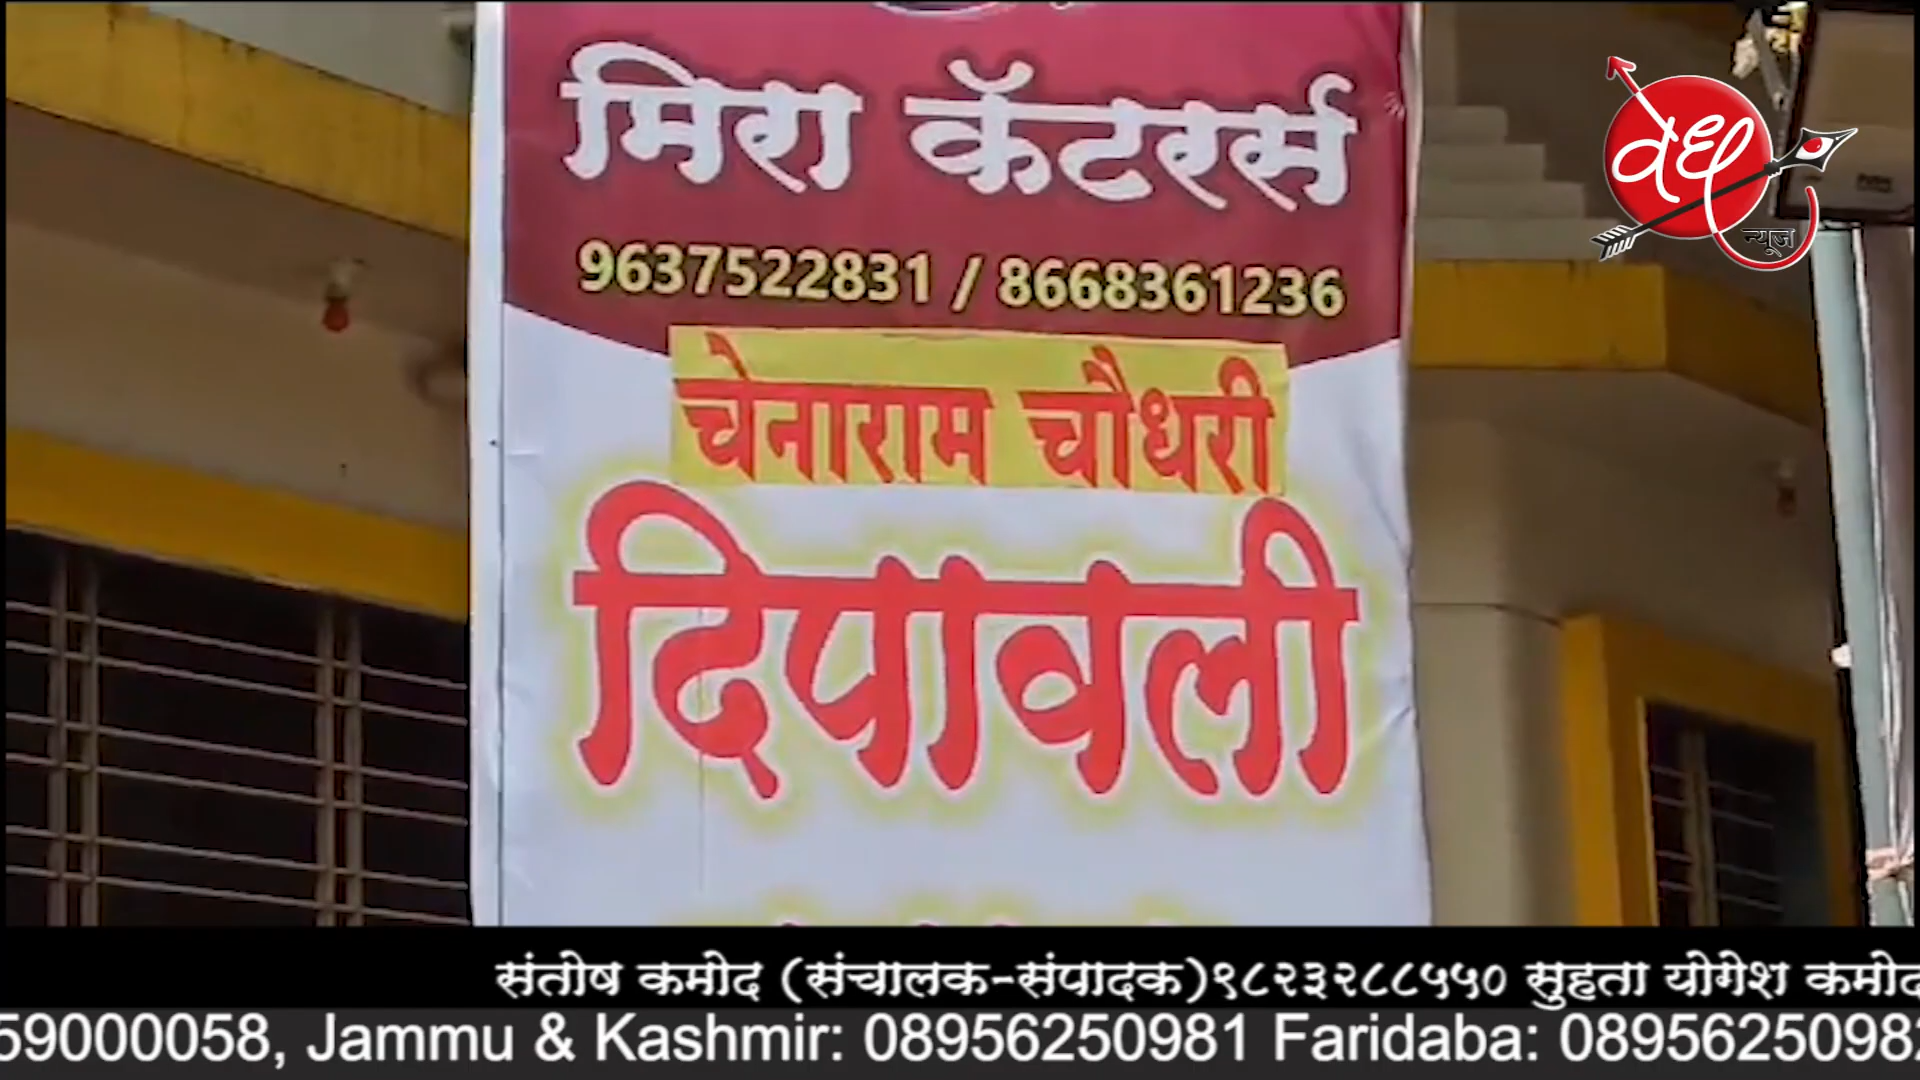 मिरा कॅटरर्स
9637522831 / 8668361236
चेनाराम चौधरी
दिपावली
न्यूज
संतोष कमोद (संचालक-संपादक)९८२३२८८५५० सुहता योगेश कमोद
59000058, Jammu & Kashmir: 08956250981 Faridaba: 0895625098